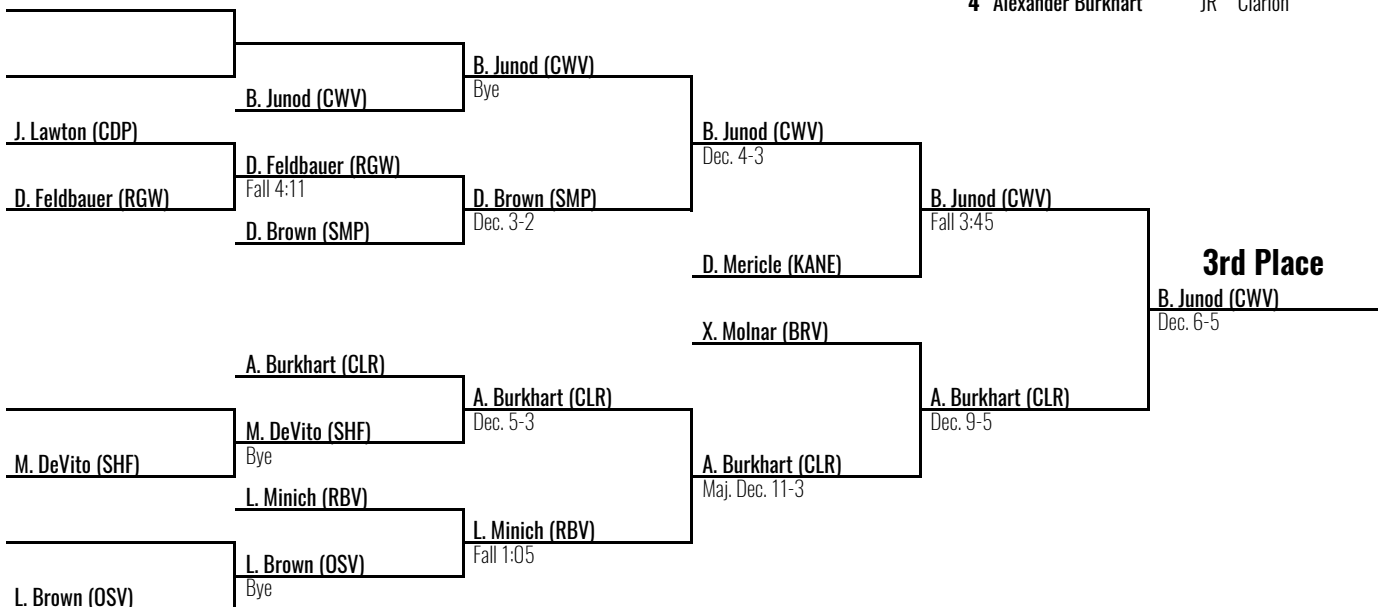 4 Alexander Burkhart JR Clarion
B. Junod (CWV)
Bye
B. Junod (CWV)
J. Lawton (CDP)
B. Junod (CWV)
Dec. 4-3
D. Feldbauer (RGW)
Fall 4:11
D. Feldbauer (RGW)
D. Brown (SMP)
Dec. 3-2
B. Junod (CWV)
Fall 3:45
D. Brown (SMP)
D. Mericle (KANE)
3rd Place
B. Junod (CWV)
Dec. 6-5
X. Molnar (BRV)
A. Burkhart (CLR)
A. Burkhart (CLR)
Dec. 5-3
A. Burkhart (CLR)
Dec. 9-5
M. DeVito (SHF)
Bye
M. DeVito (SHF)
A. Burkhart (CLR)
Maj. Dec. 11-3
L. Minich (RBV)
L. Minich (RBV)
Fall 1:05
L. Brown (OSV)
Bye
L. Brown (OSV)